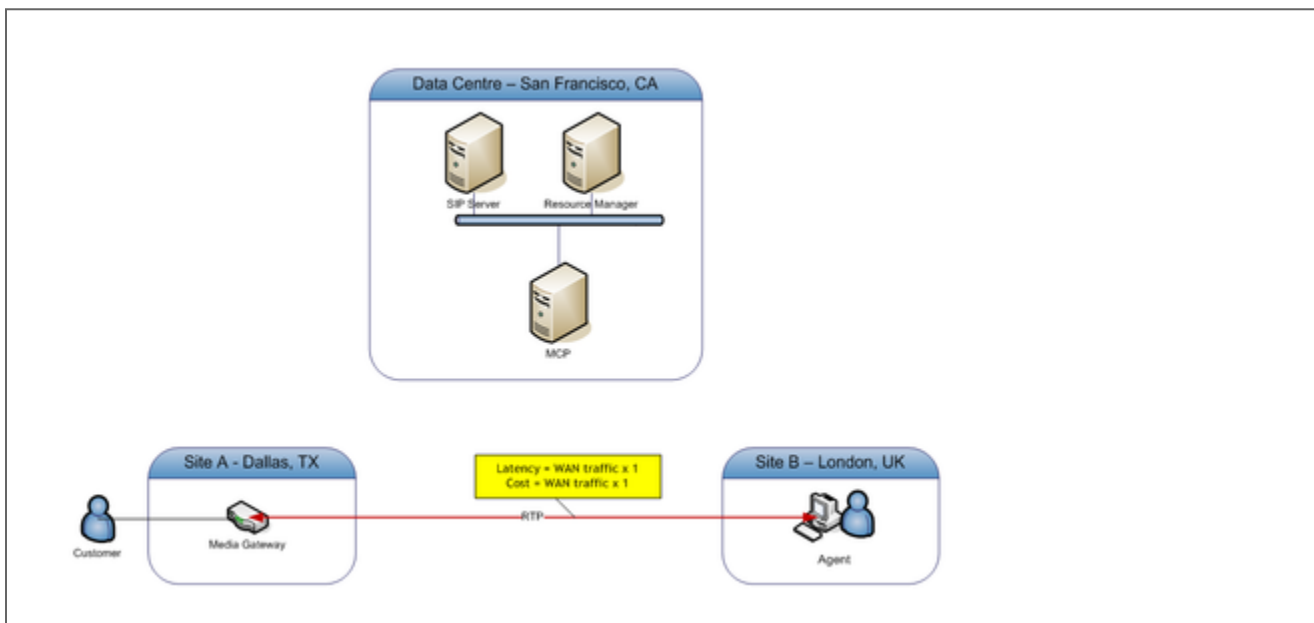 Data Centre – San Francisco, CA
SIP Server
Resource Manager
MCP
Site A - Dallas, TX
Latency = WAN traffic x 1
Cost = WAN traffic x 1
Site B – London, UK
RTP
Media Gateway
Customer
Agent